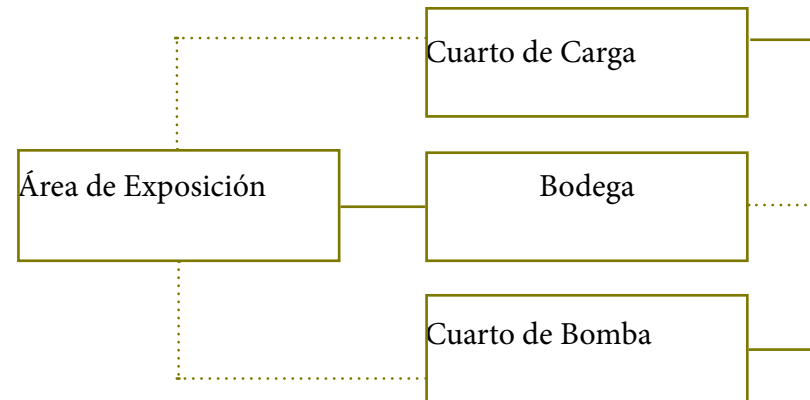 Cuarto de Carga
Área de Exposición
Bodega
Cuarto de Bomba